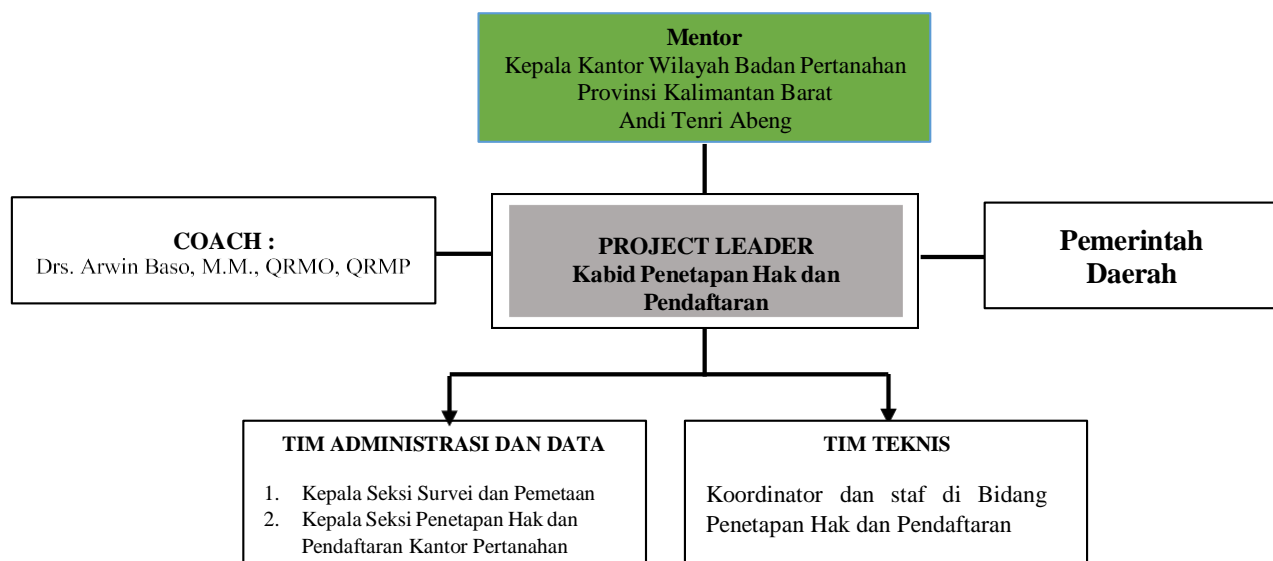 Mentor
Kepala Kantor Wilayah Badan Pertanahan
Provinsi Kalimantan Barat
Andi Tenri Abeng
COACH :
Drs. Arwin Baso, M.M., QRMO, QRMP
PROJECT LEADER
Kabid Penetapan Hak dan
Pendaftaran
Pemerintah
Daerah
TIM ADMINISTRASI DAN DATA
1. Kepala Seksi Survei dan Pemetaan
2. Kepala Seksi Penetapan Hak dan
Pendaftaran Kantor Pertanahan
TIM TEKNIS
Koordinator dan staf di Bidang
Penetapan Hak dan Pendaftaran